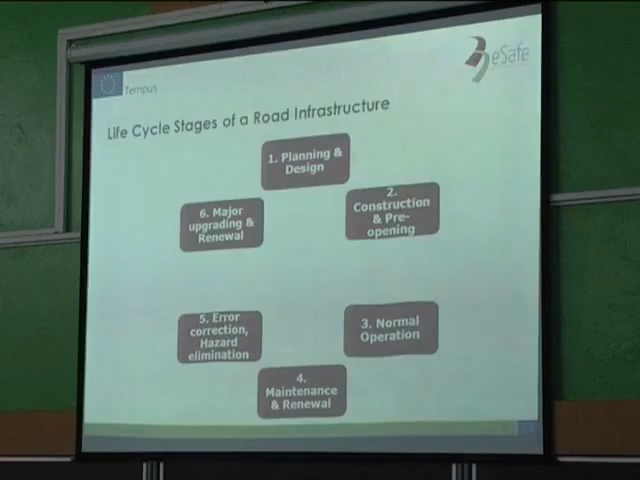 Tempus
eSafe
Life Cycle Stages of a Road Infrastructure
1. Planning &
Design
2.
Construction
& Pre-
opening
3. Normal
Operation
4.
Maintenance
& Renewal
5. Error
correction,
Hazard
elimination
6. Major
upgrading &
Renewal